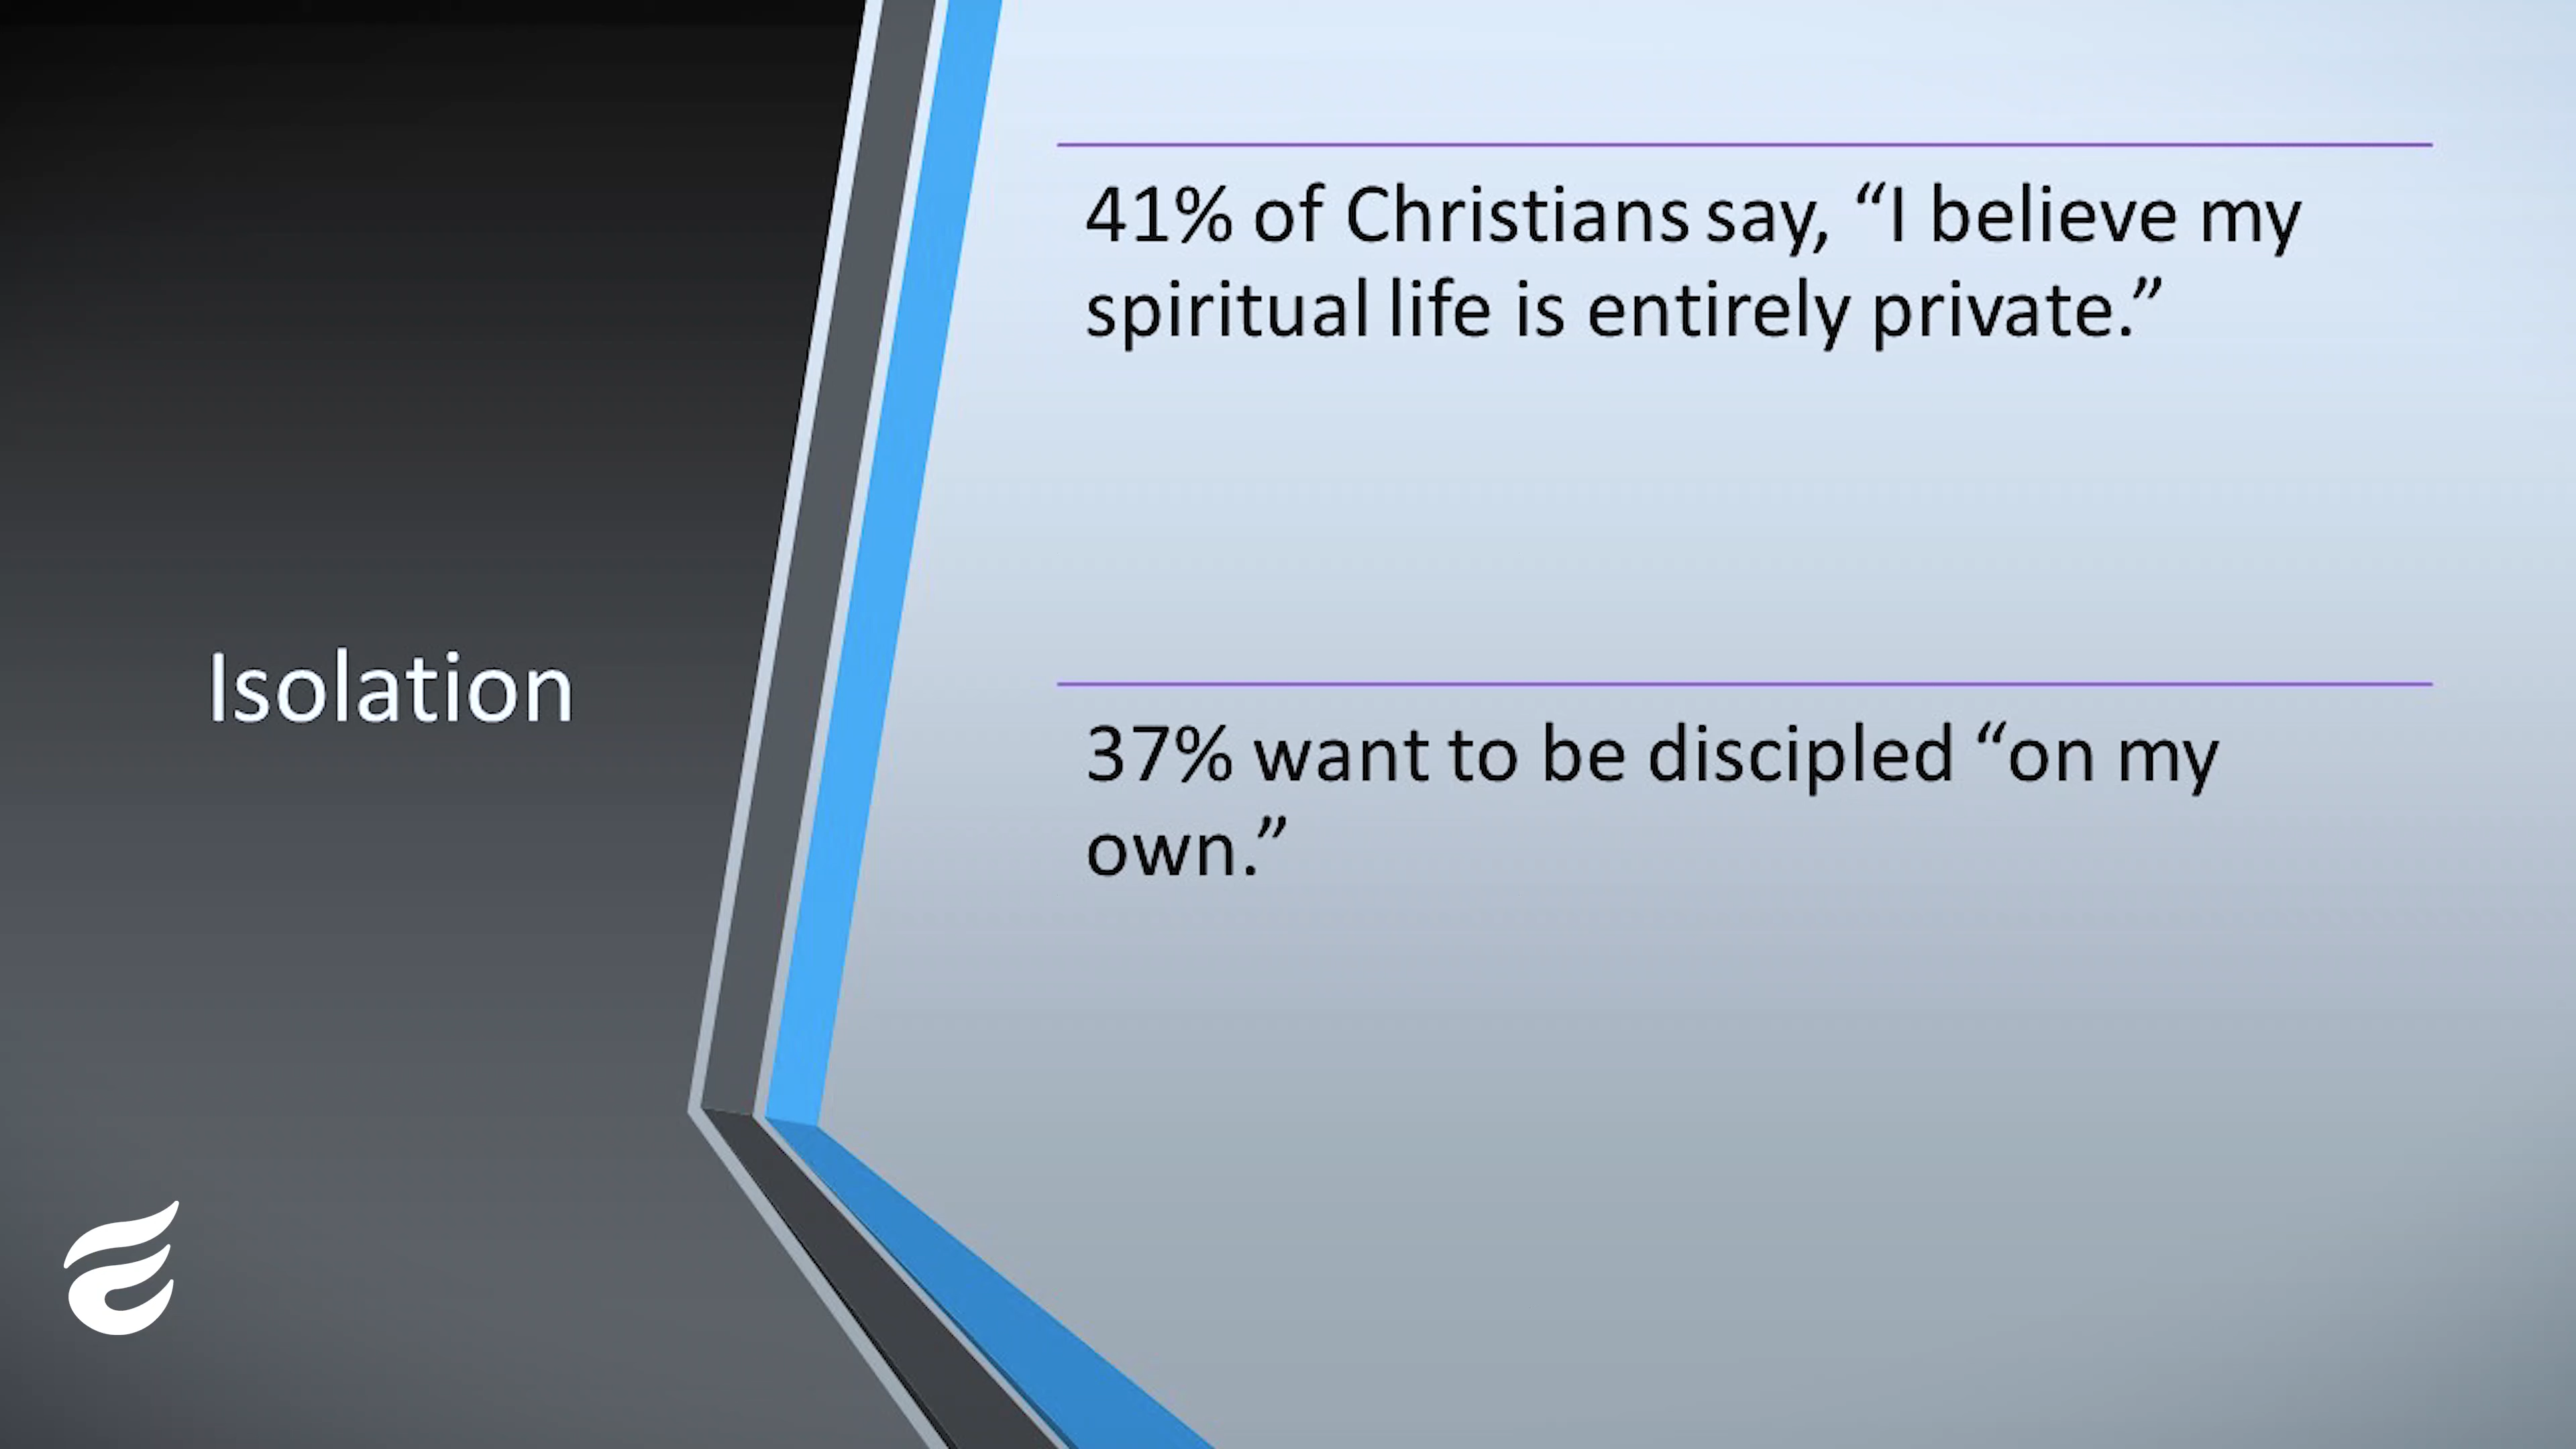 Isolation
41% of Christians say, “I believe my
spiritual life is entirely private.”
37% want to be discipled “on my
own.”